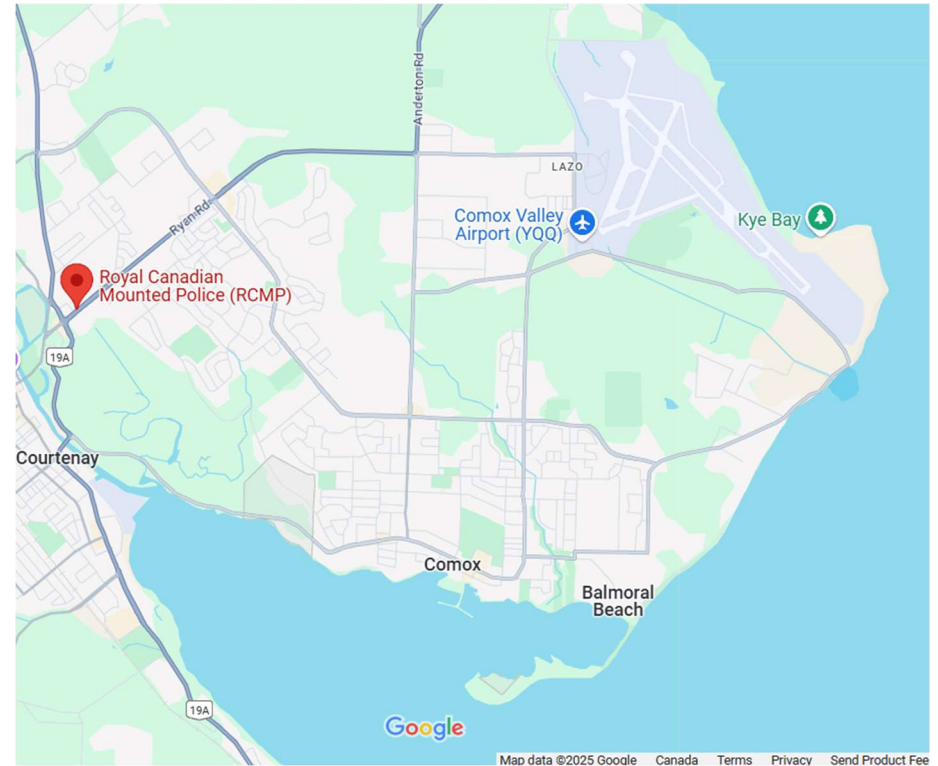 Anderton Rd
LAZO
Ryan Rd
Comox Valley
Airport (YQQ)
Kye Bay
Royal Canadian
Mounted Police (RCMP)
19A
Courtenay
Comox
Balmoral
Beach
19A
Google
Map data ©2025 Google Canada Terms Privacy Send Product Fee